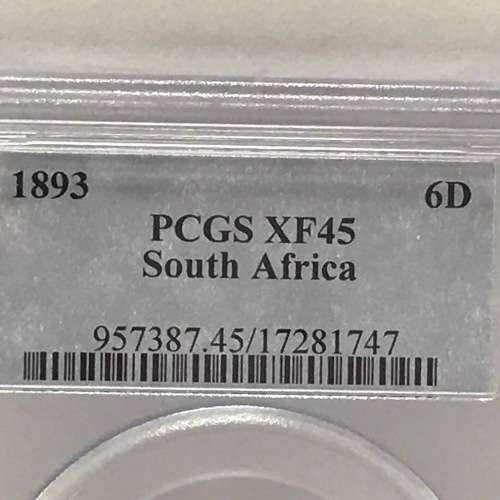 1893 6D
PCGS XF45
South Africa
957387.45/17281747